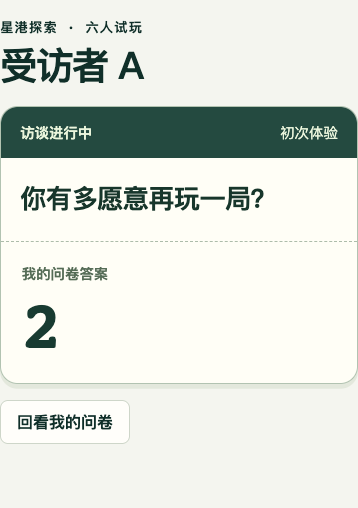 星港探索 · 六人试玩
受访者 A
访谈进行中 初次体验
你有多愿意再玩一局?
我的问卷答案
2
回看我的问卷